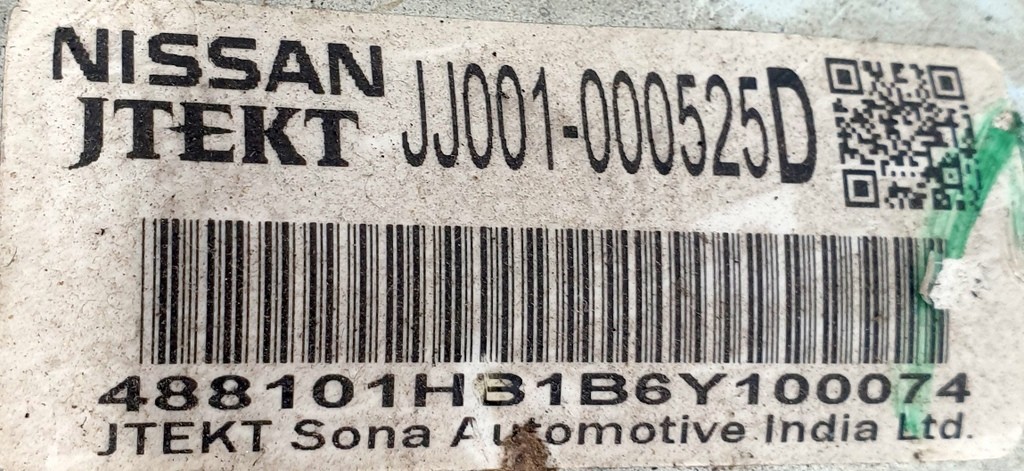 NISSAN
JTEKT JJ001-000525D
488101HB1B6Y100074
JTEKT Sona Automotive India Ltd.